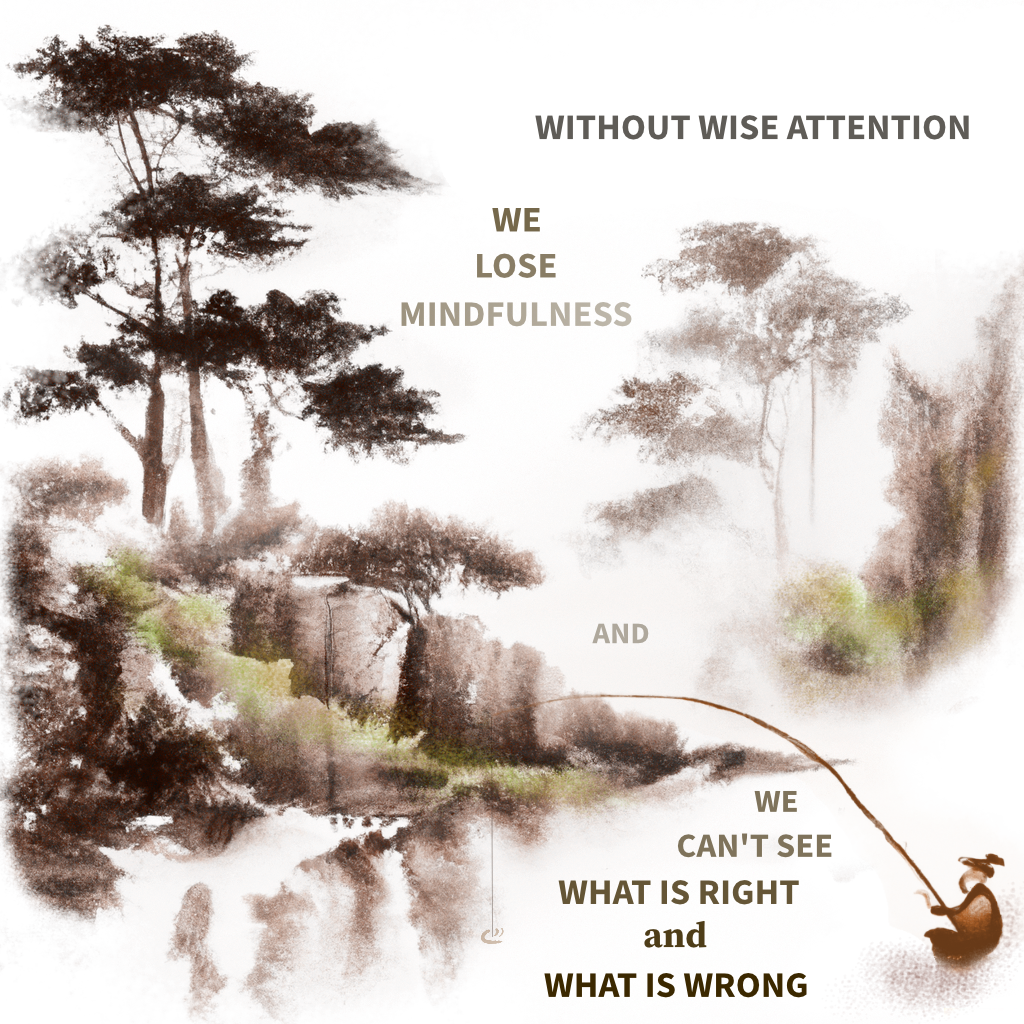 WITHOUT WISE ATTENTION
WE
LOSE
MINDFULNESS
AND
WE
CAN'T SEE
WHAT IS RIGHT
and
WHAT IS WRONG